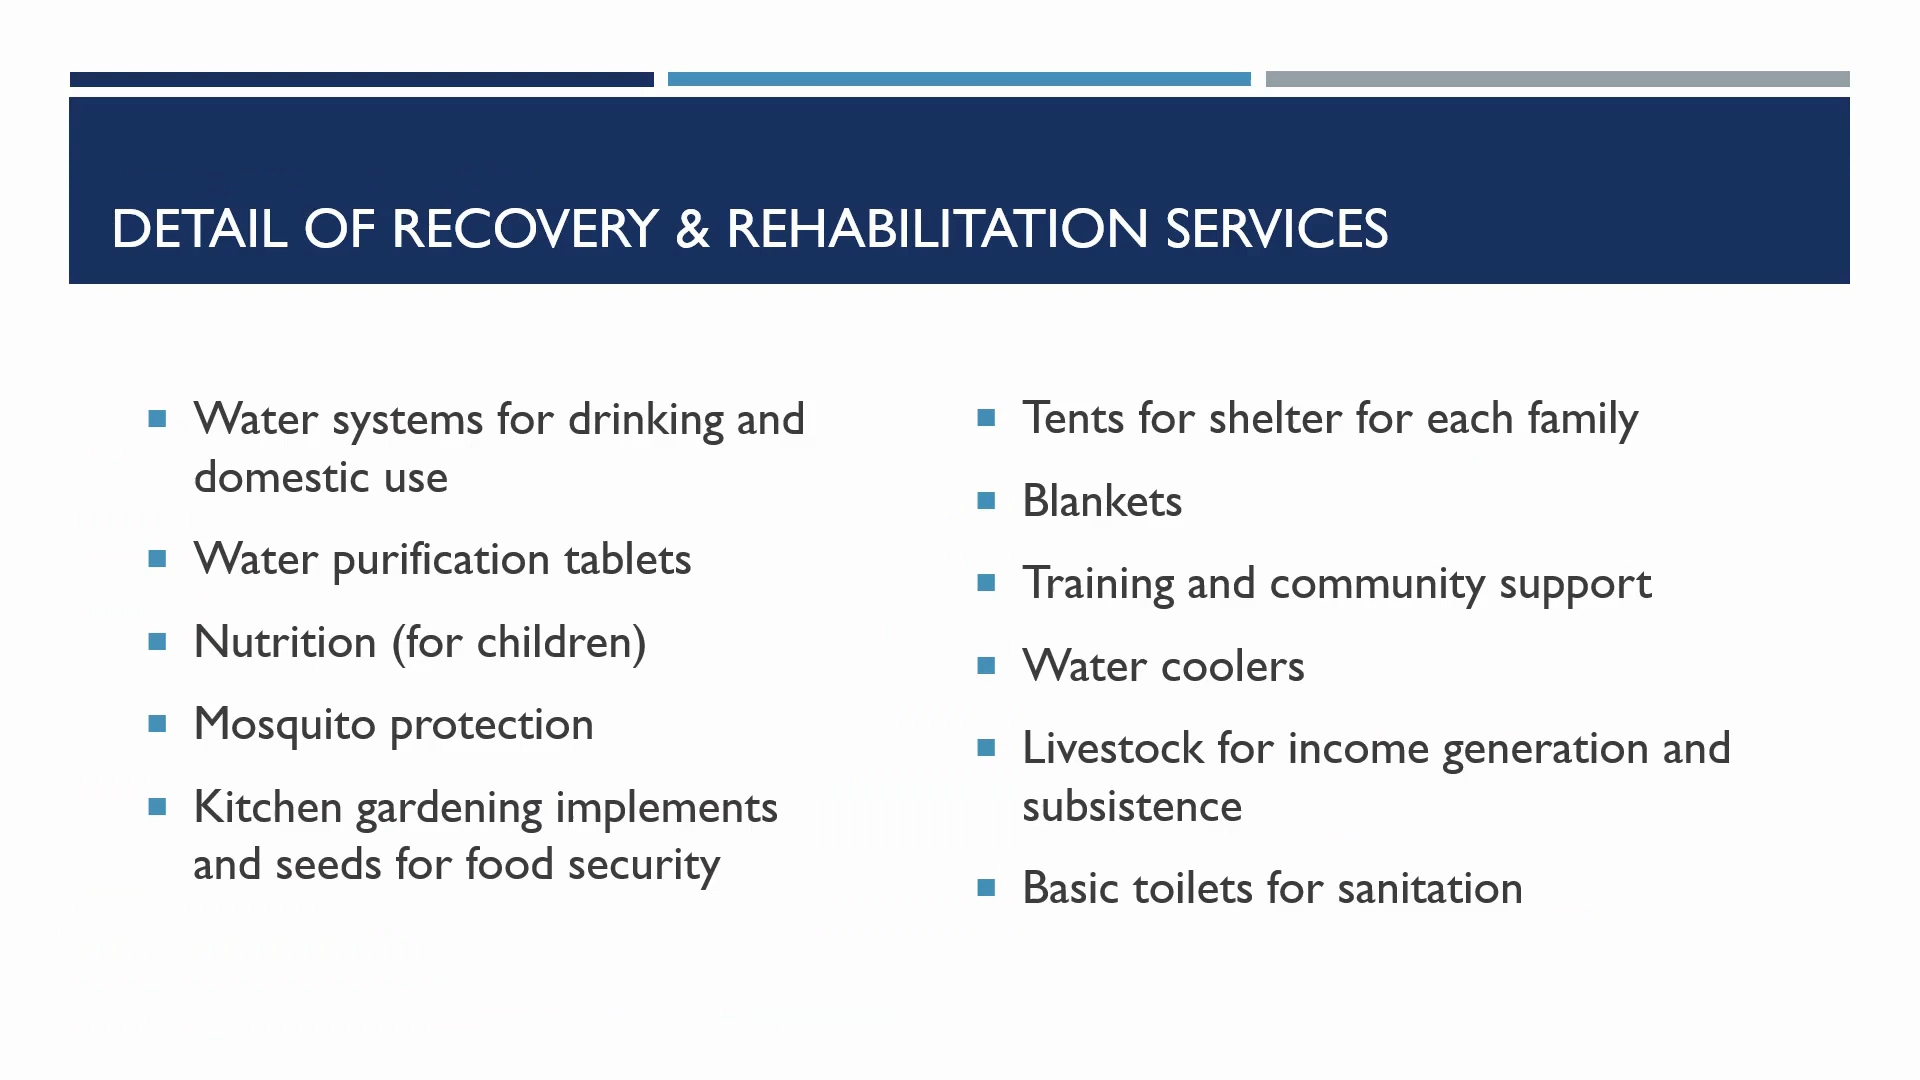 DETAIL OF RECOVERY & REHABILITATION SERVICES
Water systems for drinking and
domestic use
Water purification tablets
Nutrition (for children)
Mosquito protection
Kitchen gardening implements
and seeds for food security
Tents for shelter for each family
Blankets
Training and community support
Water coolers
Livestock for income generation and
subsistence
Basic toilets for sanitation